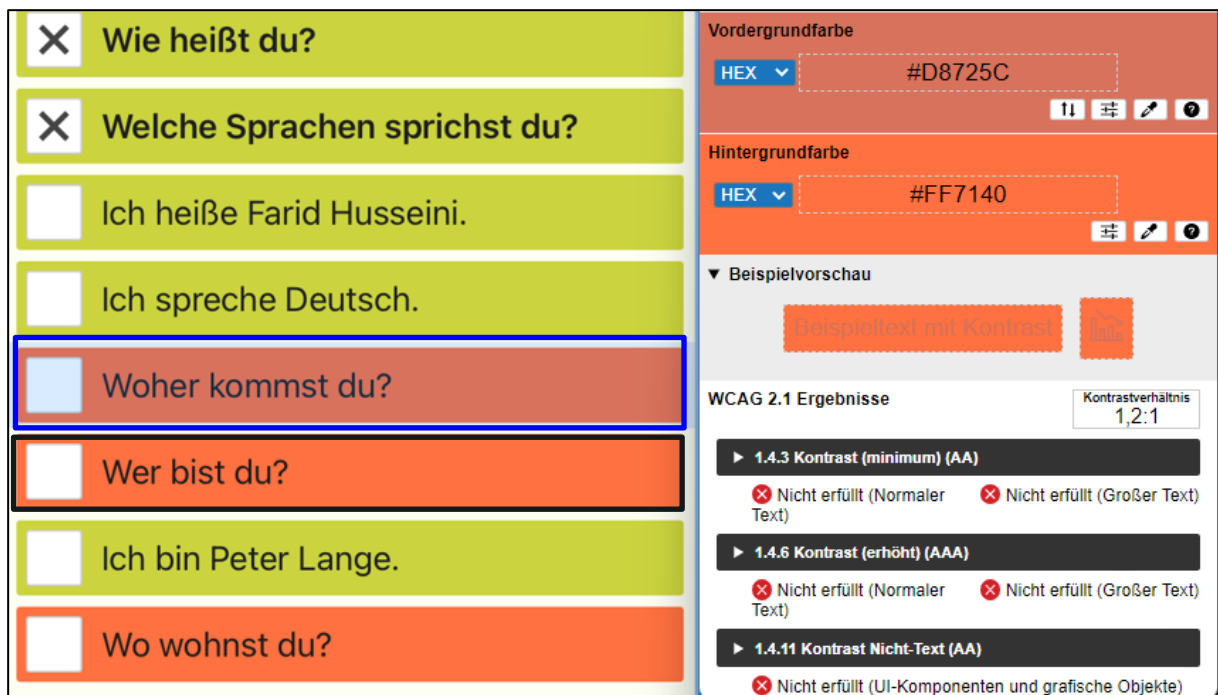 Wie heißt du?
Welche Sprachen sprichst du?
Ich heiße Farid Husseini.
Ich spreche Deutsch.
Woher kommst du?
Wer bist du?
Ich bin Peter Lange.
Wo wohnst du?
Vordergrundfarbe
HEX #D8725C
Hintergrundfarbe
HEX #FF7140
▼ Beispielvorschau
Beispieltext mit Kontrast
WCAG 2.1 Ergebnisse
Kontrastverhältnis
1,2:1
▶ 1.4.3 Kontrast (minimum) (AA)
Nicht erfüllt (Normaler Nicht erfüllt (Großer Text)
Text)
▶ 1.4.6 Kontrast (erhöht) (AAA)
Nicht erfüllt (Normaler Nicht erfüllt (Großer Text)
Text)
▶ 1.4.11 Kontrast Nicht-Text (AA)
Nicht erfüllt (UI-Komponenten und grafische Objekte)